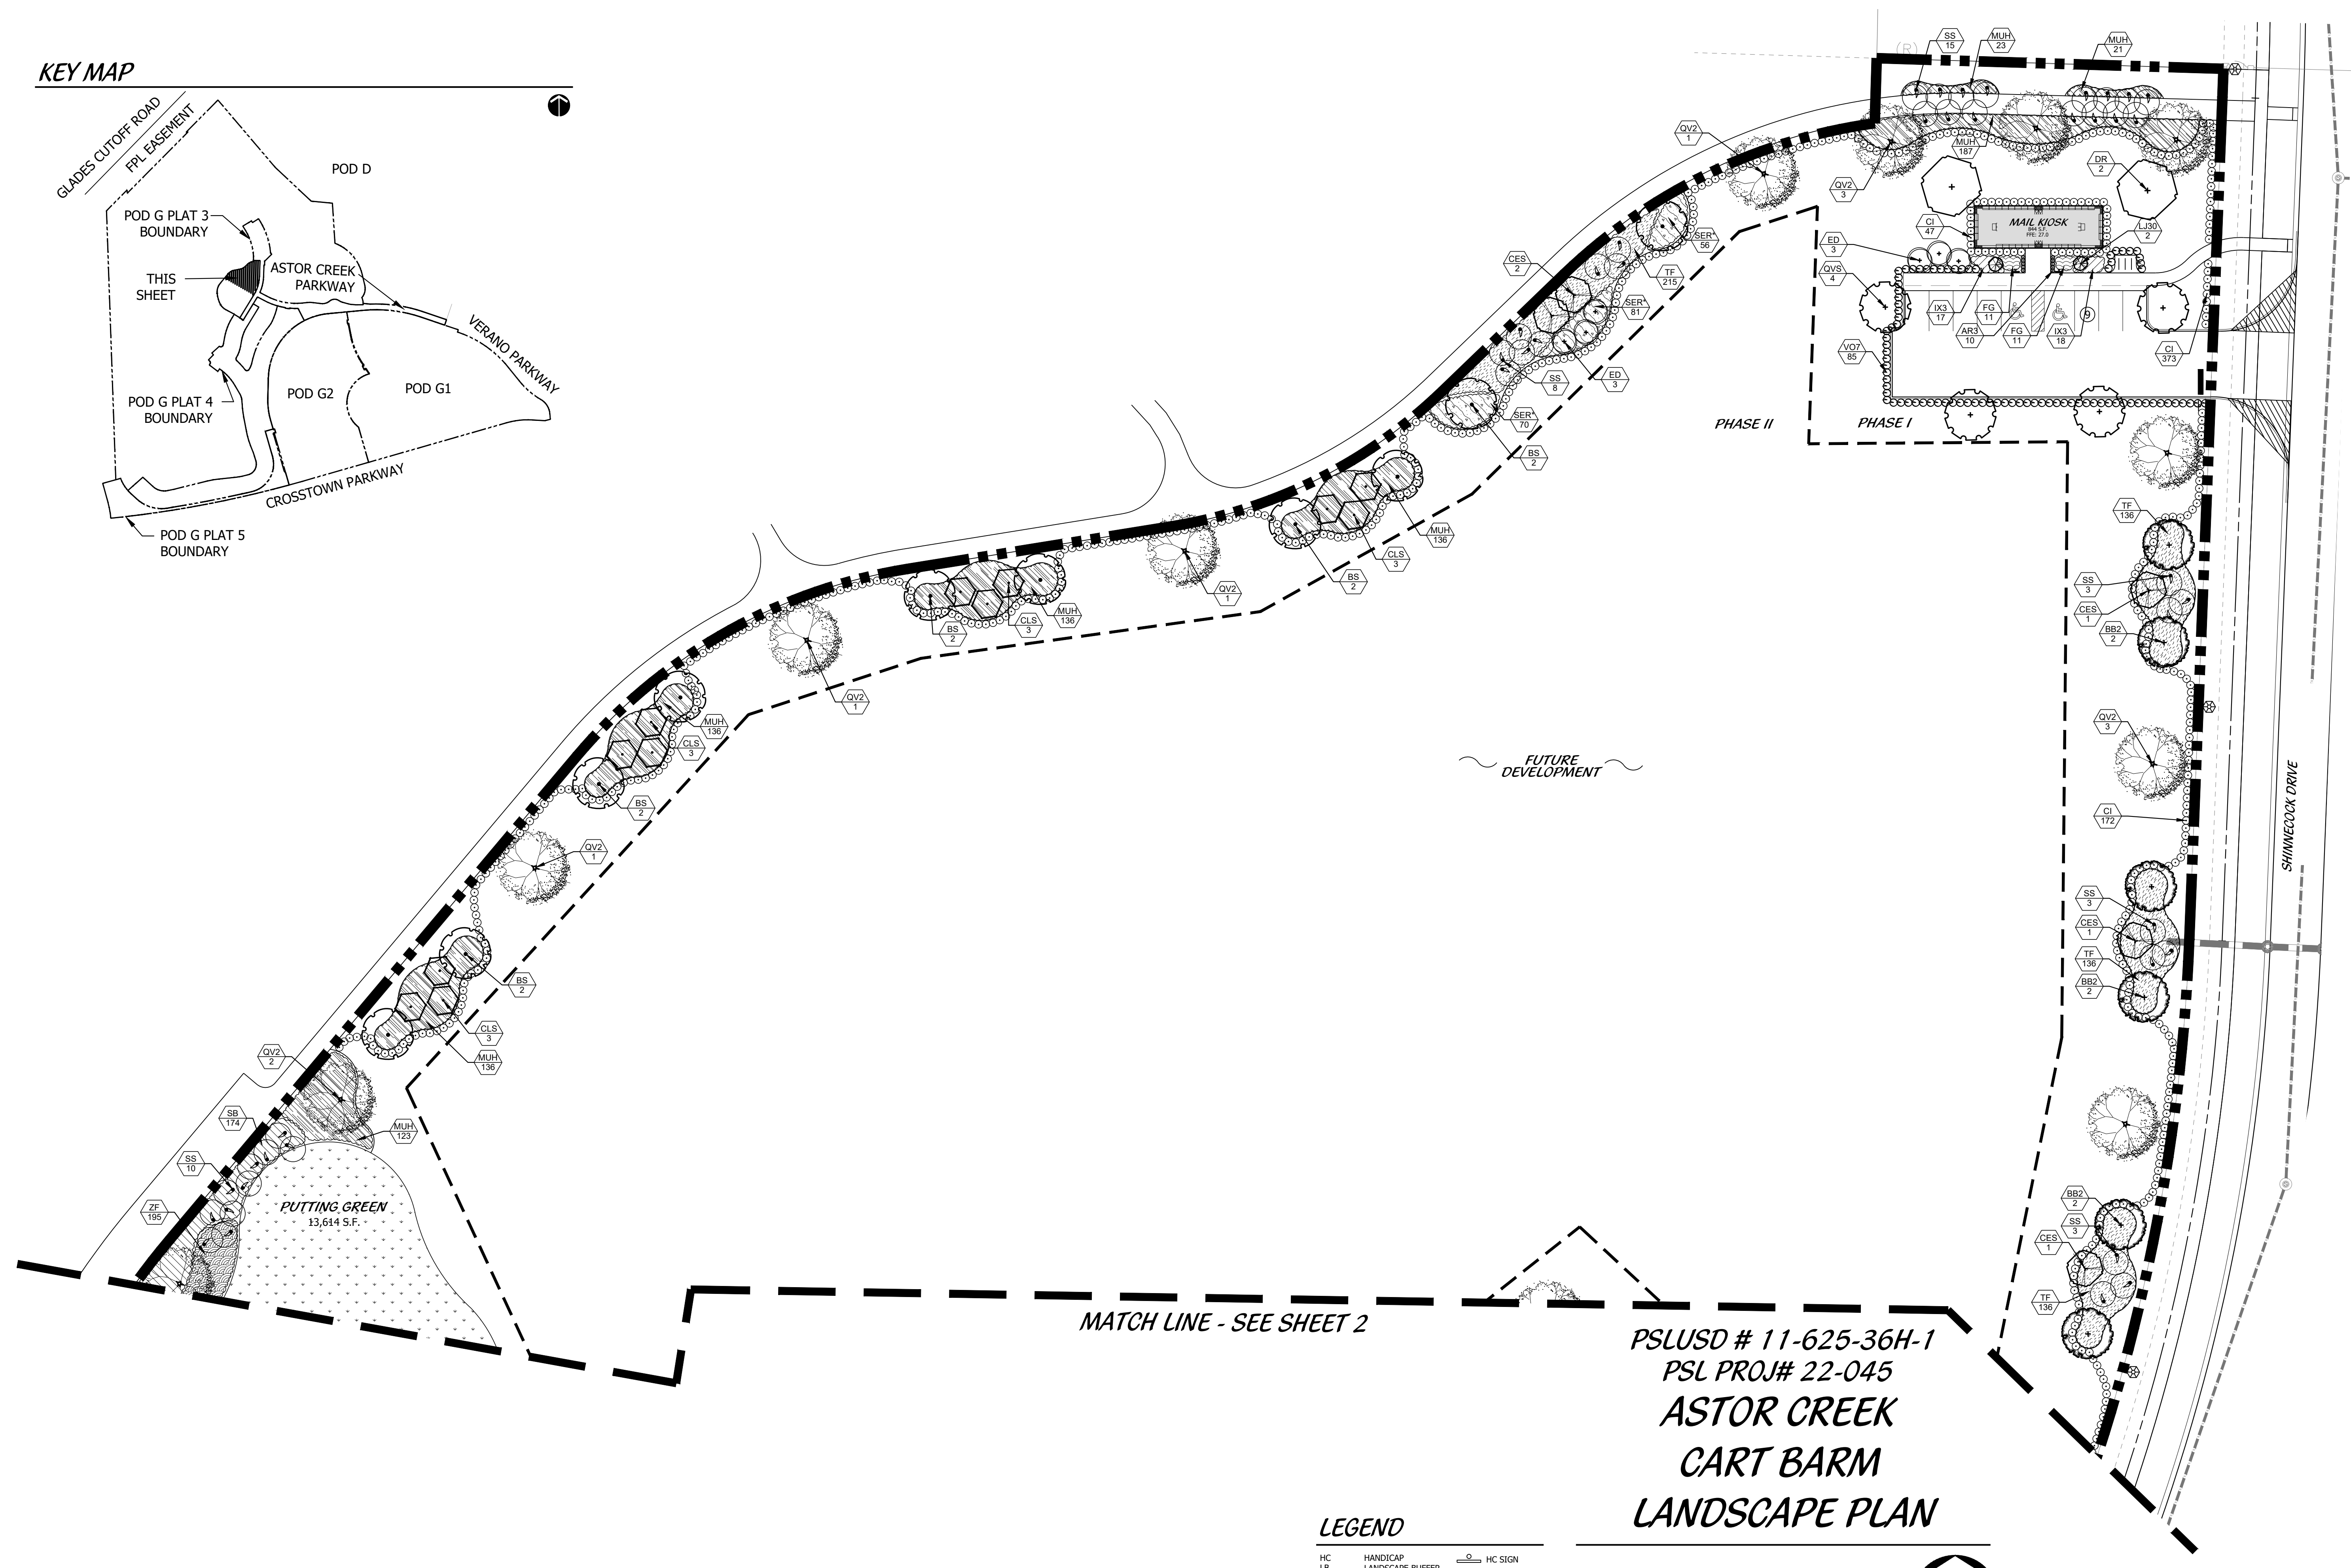 KEY MAP
GLADES CUTOFF ROAD
FPL EASEMENT
POD D
POD G PLAT 3
BOUNDARY
THIS
SHEET
ASTOR CREEK
PARKWAY
VERANO PARKWAY
POD G PLAT 4
BOUNDARY
POD G2
POD G1
CROSSTOWN PARKWAY
POD G PLAT 5
BOUNDARY
(R)
SS
15
MUH
23
MUH
21
QV2
1
QV2
3
MUH
187
DR
2
MAIL KIOSK
844 S.F.
FFE: 27.0
CI
47
LJ30
2
ED
3
QVS
4
IX3
17
FG
11
AR3
10
FG
11
IX3
18
9
VO7
85
CI
373
SER*
56
CES
2
TF
215
SER*
81
SS
8
ED
3
SER*
70
BS
2
PHASE II
PHASE I
MUH
136
CLS
3
BS
2
QV2
1
MUH
136
CLS
3
BS
2
QV2
1
MUH
136
CLS
3
BS
2
QV2
1
BS
2
CLS
3
MUH
136
QV2
2
SB
174
MUH
123
SS
10
ZF
195
PUTTING GREEN
13,614 S.F.
FUTURE
DEVELOPMENT
TF
136
SS
3
CES
1
BB2
2
QV2
3
CI
172
SHINNECOCK DRIVE
SS
3
CES
1
TF
136
BB2
2
BB2
2
SS
3
CES
1
TF
136
MATCH LINE - SEE SHEET 2
PSLUSD # 11-625-36H-1
PSL PROJ# 22-045
ASTOR CREEK
CART BARM
LANDSCAPE PLAN
LEGEND
HC HANDICAP HC SIGN
LB LANDSCAPE BUFFER